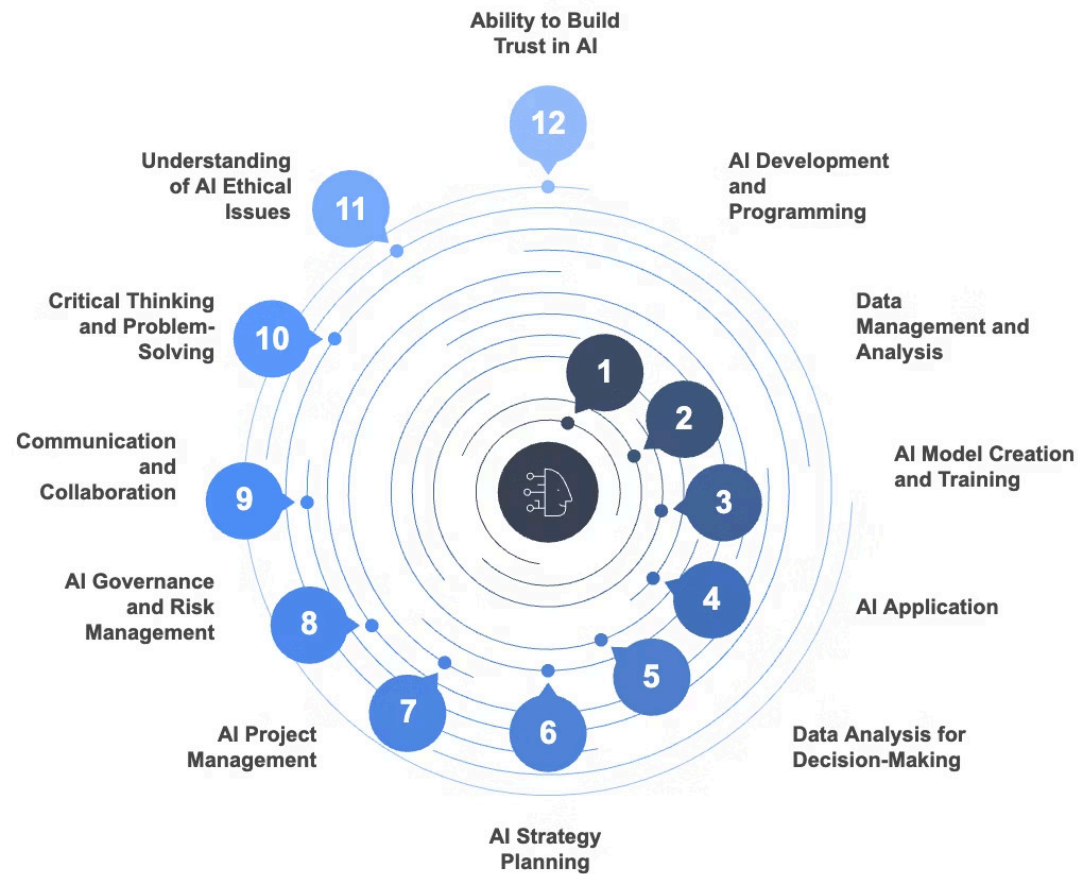 Ability to Build
Trust in AI
12
AI Development
and
Programming
1
Data
Management and
Analysis
2
AI Model Creation
and Training
3
AI Application
4
Data Analysis for
Decision-Making
5
AI Strategy
Planning
6
AI Project
Management
7
AI Governance
and Risk
Management
8
Communication
and
Collaboration
9
Critical Thinking
and Problem-
Solving
10
Understanding
of AI Ethical
Issues
11